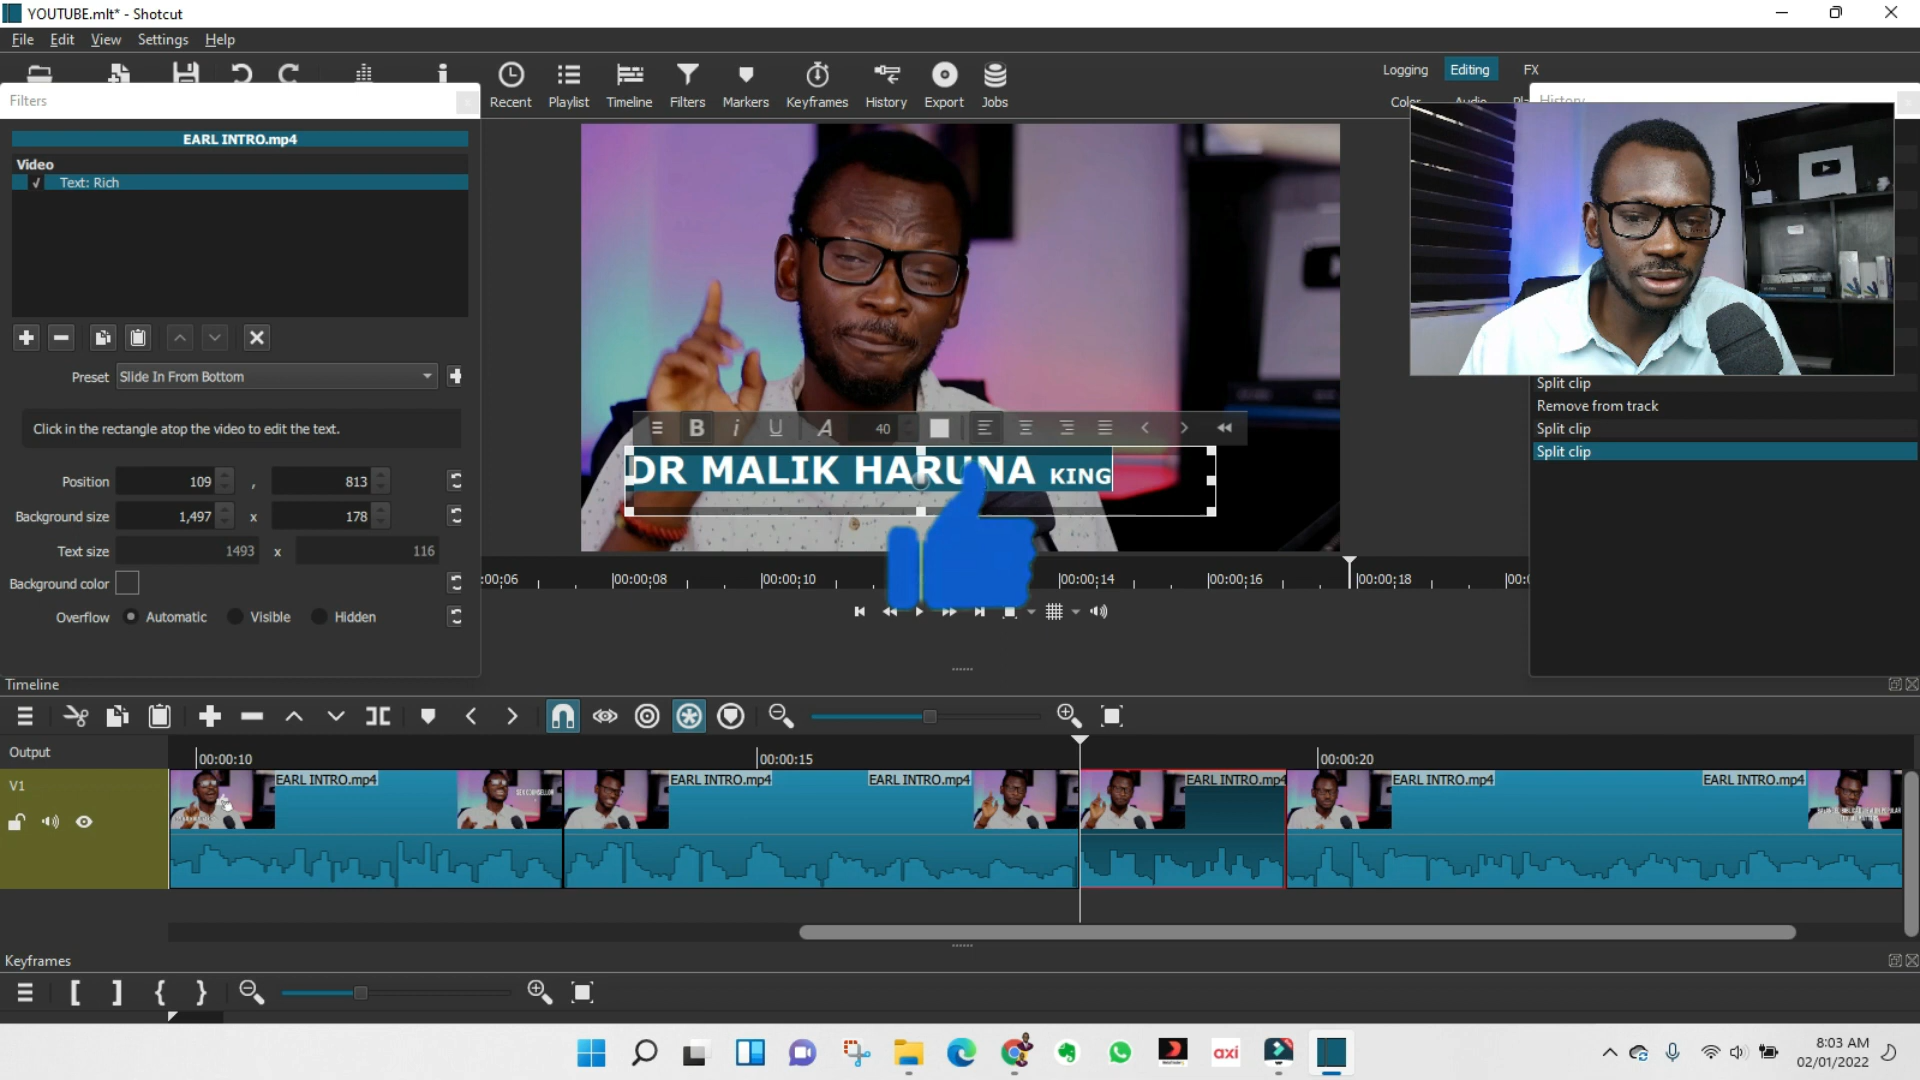 YOUTUBE.mlt* - Shotcut
File Edit View Settings Help
Recent Playlist Timeline Filters Markers Keyframes History Export Jobs
Logging Editing FX
Color Audio
Filters
History
EARL INTRO.mp4
Video
✓ Text: Rich
Preset Slide In From Bottom
Click in the rectangle atop the video to edit the text.
Position 109 , 813
Background size 1,497 x 178
Text size 1493 x 116
Background color
Overflow Automatic Visible Hidden
B i U A 40
DR MALIK HARUNA KING
Split clip
Remove from track
Split clip
Split clip
:00:06 00:00:08 00:00:10 00:00:14 00:00:16 00:00:18 00:0
Timeline
Output
00:00:10 00:00:15 00:00:20
V1
EARL INTRO.mp4 EARL INTRO.mp4 EARL INTRO.mp4 EARL INTRO.mp4 EARL INTRO.mp4 EARL INTRO.mp4
Keyframes
axi
8:03 AM
02/01/2022